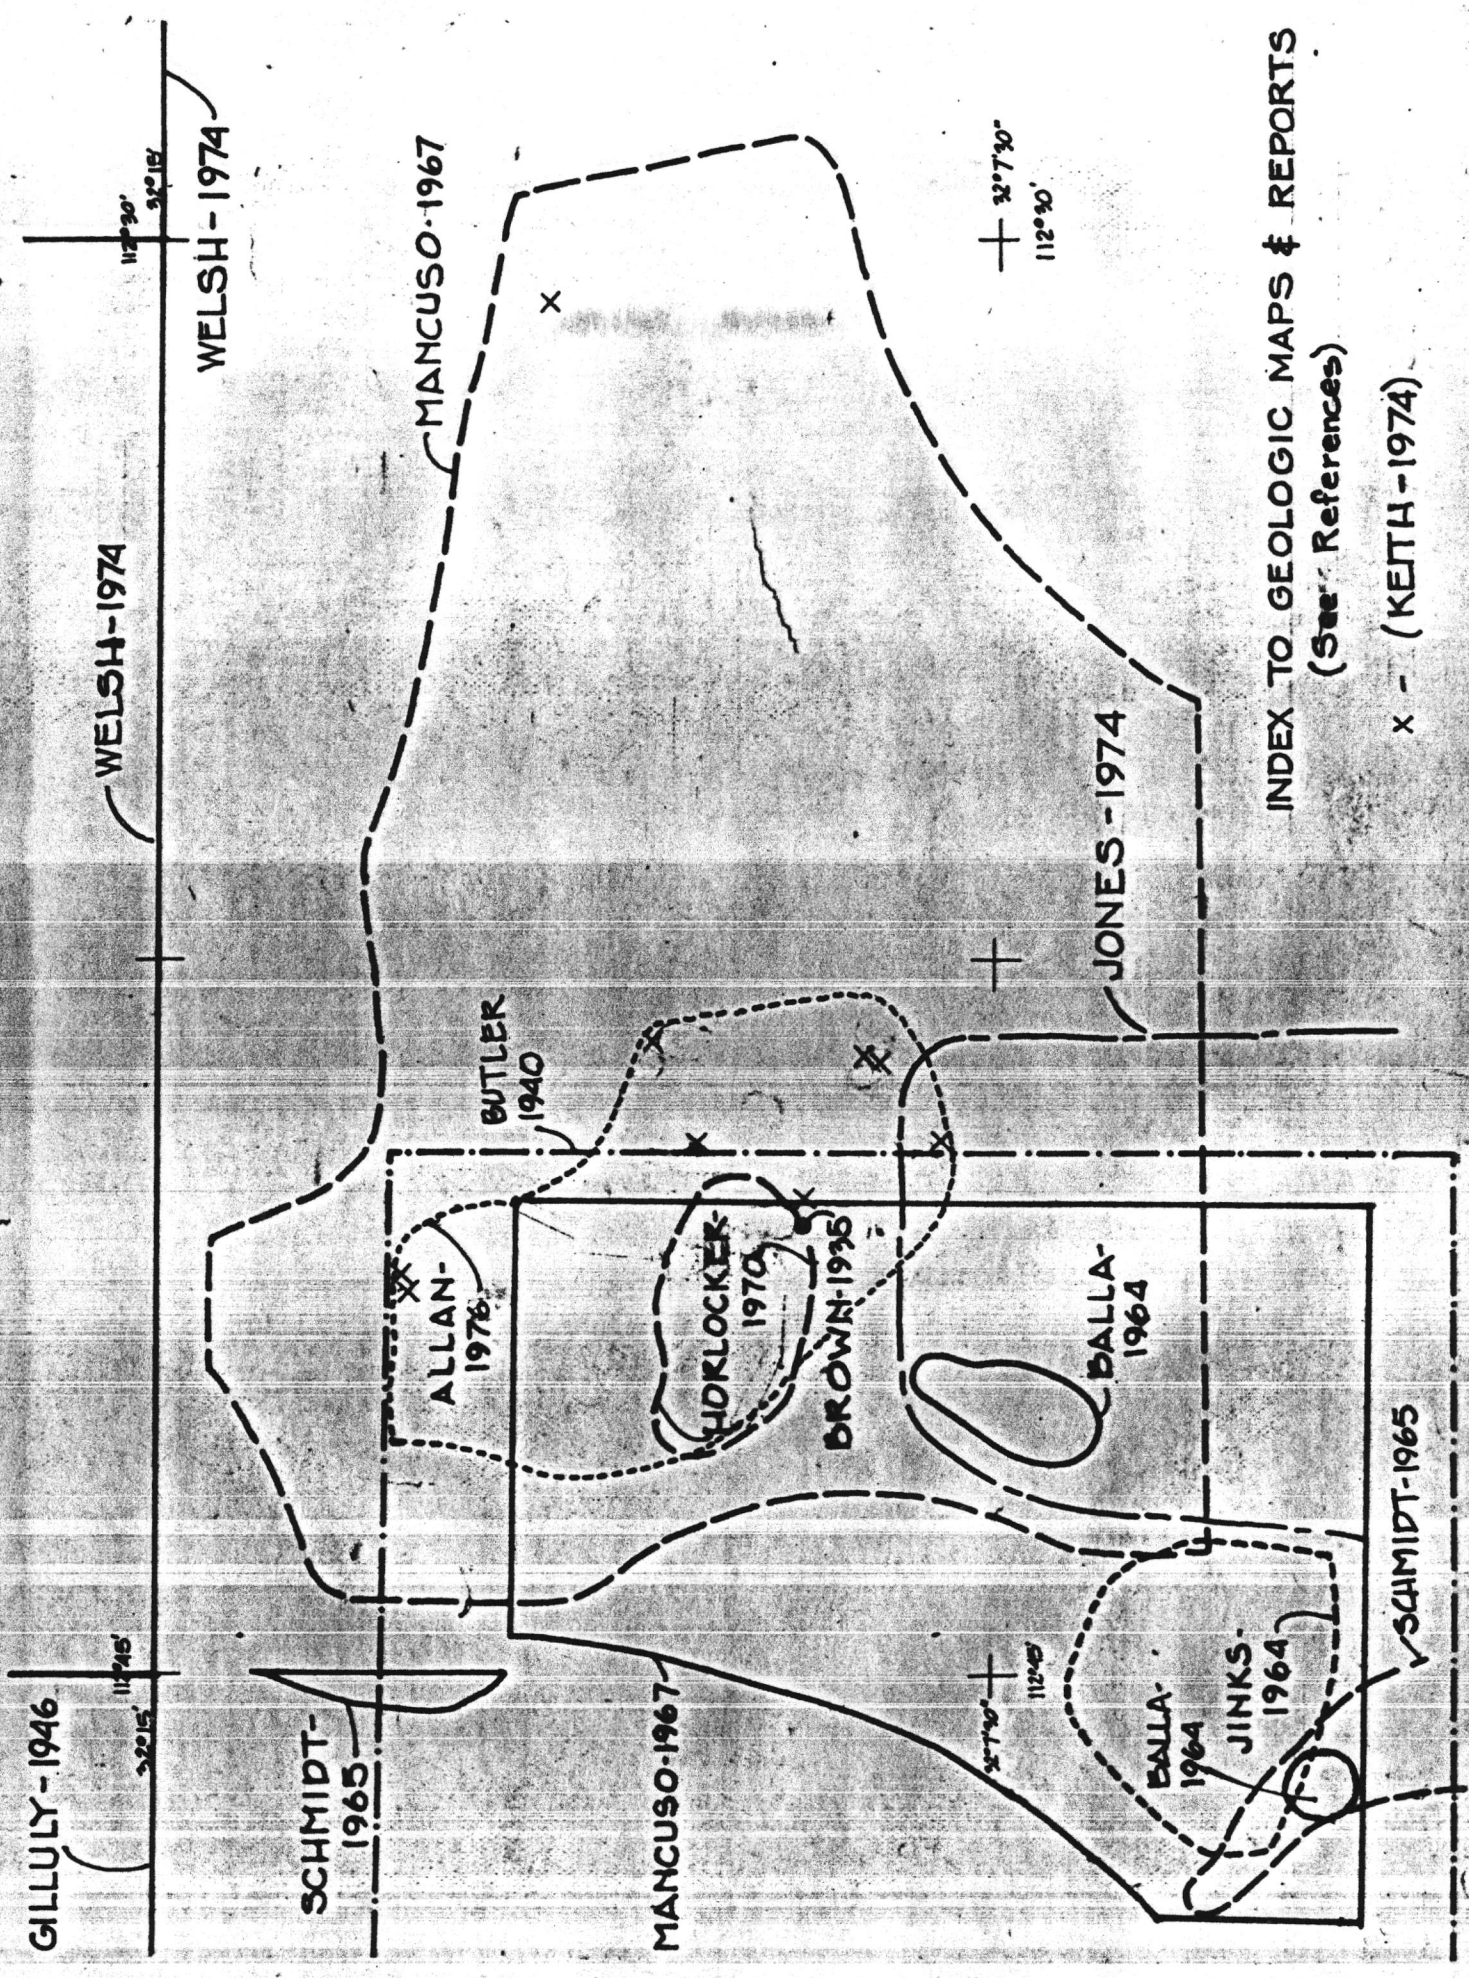 GILLULY-1946
WELSH-1974
112°30'
32°15'
WELSH-1974
112°45'
32°15'
SCHMIDT-
1965
MANCUSO-1967
BUTLER
1940
ALLAN-
1976
HORLOCKER-
1970
BROWN-1935
MANCUSO-1967
32°7'30"
112°30'
32°7'30"
112°45'
JONES-1974
BALLA-
1964
BALLA-
1964
JINKS-
1964
SCHMIDT-1965
INDEX TO GEOLOGIC MAPS & REPORTS
(See References)
x - (KEITH-1974)